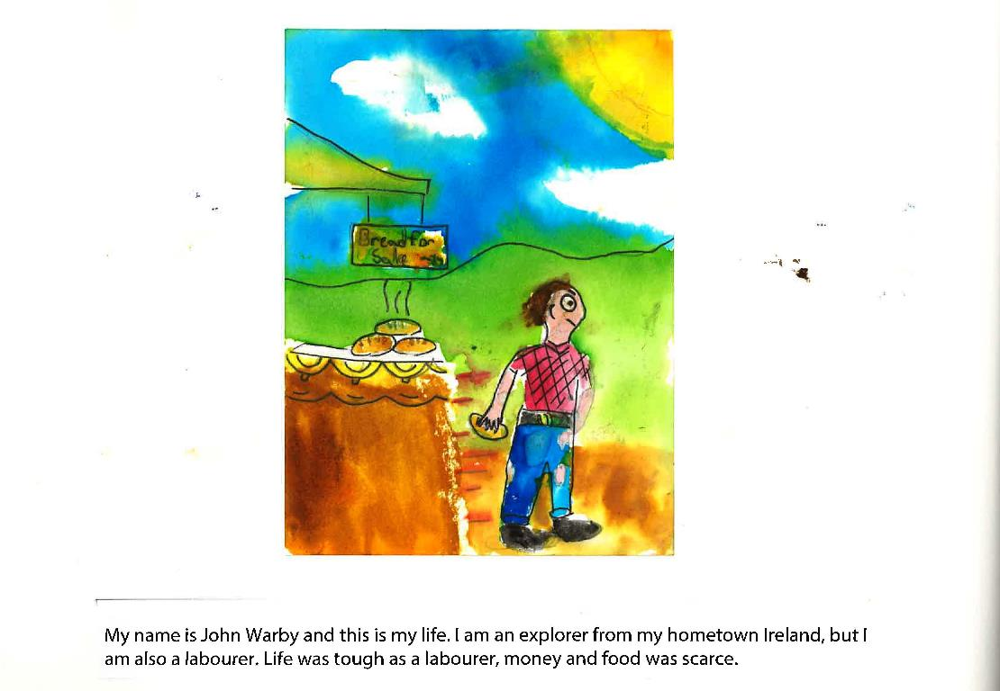 Bread for
Sale
My name is John Warby and this is my life. I am an explorer from my hometown Ireland, but I
am also a labourer. Life was tough as a labourer, money and food was scarce.